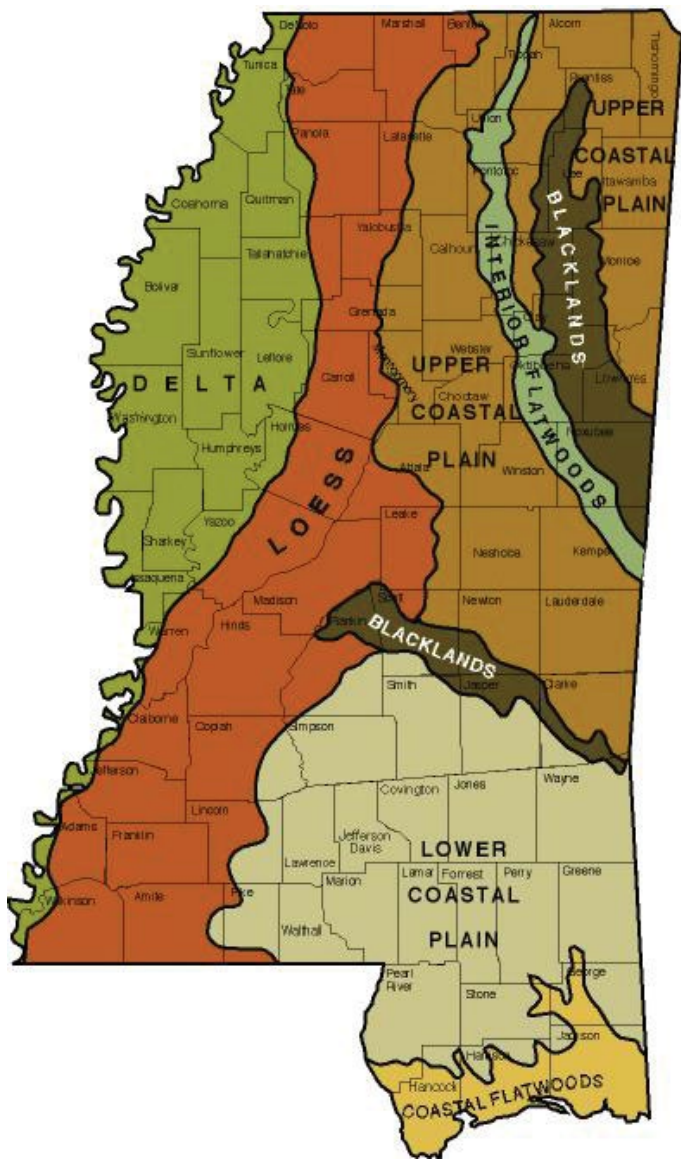 DeSoto
Marshall
Benton
Alcorn
Tippah
Tishomingo
Tunica
Tate
Prentiss
UPPER
Panola
Lafayette
Union
COASTAL
Pontotoc
Lee
Ittawamba
PLAIN
Coahoma
Quitman
BLACKLANDS
Yalobusha
Calhoun
Chickasaw
Monroe
Tallahatchie
INTERIOR FLATWOODS
Bolivar
Grenada
Clay
Sunflower
Leflore
Montgomery
Webster
Oktibbeha
UPPER
Carroll
Lowndes
DELTA
Choctaw
COASTAL
Washington
Holmes
Noxubee
Humphreys
LOESS
Attala
PLAIN
Winston
Yazoo
Leake
Sharkey
Neshoba
Kemper
Issaquena
Madison
Scott
Newton
Lauderdale
Warren
Hinds
Rankin
BLACKLANDS
Smith
Jasper
Clarke
Claiborne
Copiah
Simpson
Jefferson
Covington
Jones
Wayne
Lincoln
Adams
Franklin
Jefferson
Davis
LOWER
Lawrence
Wilkinson
Amite
Pike
Marion
Lamar
Forrest
Perry
Greene
COASTAL
Walthall
PLAIN
Pearl
River
George
Stone
Jackson
Harrison
Hancock
COASTAL FLATWOODS